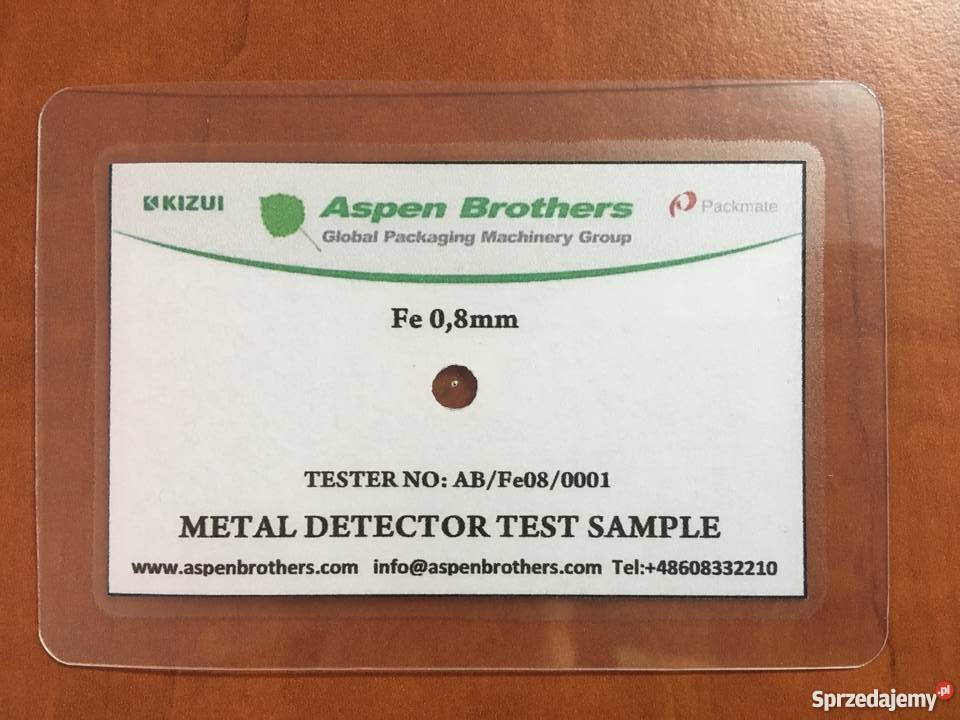 KIZUI
Aspen Brothers
Packmate
Global Packaging Machinery Group
Fe 0,8mm
TESTER NO: AB/Fe08/0001
METAL DETECTOR TEST SAMPLE
www.aspenbrothers.com info@aspenbrothers.com Tel:+48608332210
Sprzedajemy.pl